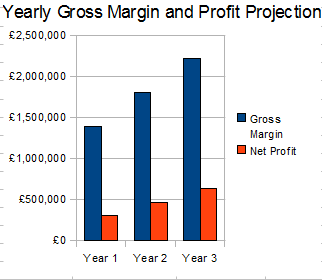 Yearly Gross Margin and Profit Projection
£2,500,000
£2,000,000
£1,500,000
£1,000,000
£500,000
£0
Gross
Margin
Net Profit
Year 1 Year 2 Year 3